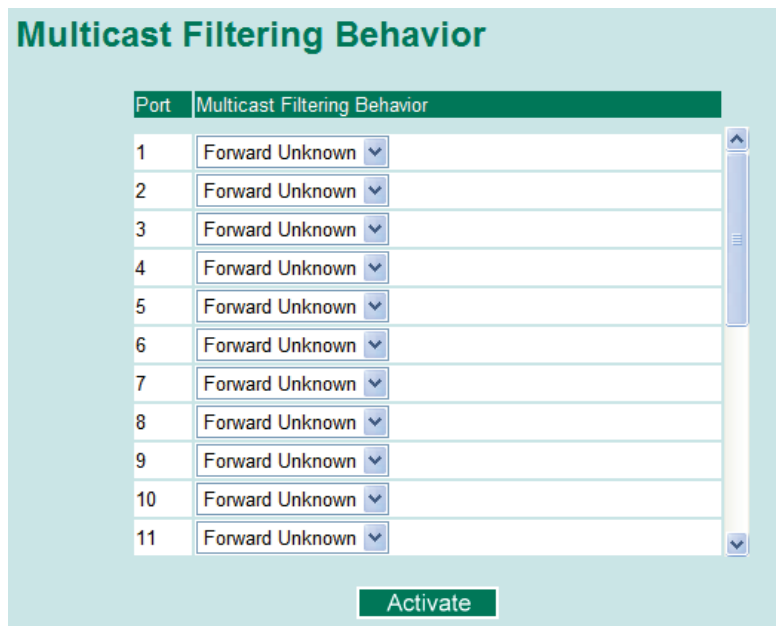 Multicast Filtering Behavior
Port Multicast Filtering Behavior
1 Forward Unknown
2 Forward Unknown
3 Forward Unknown
4 Forward Unknown
5 Forward Unknown
6 Forward Unknown
7 Forward Unknown
8 Forward Unknown
9 Forward Unknown
10 Forward Unknown
11 Forward Unknown
Activate